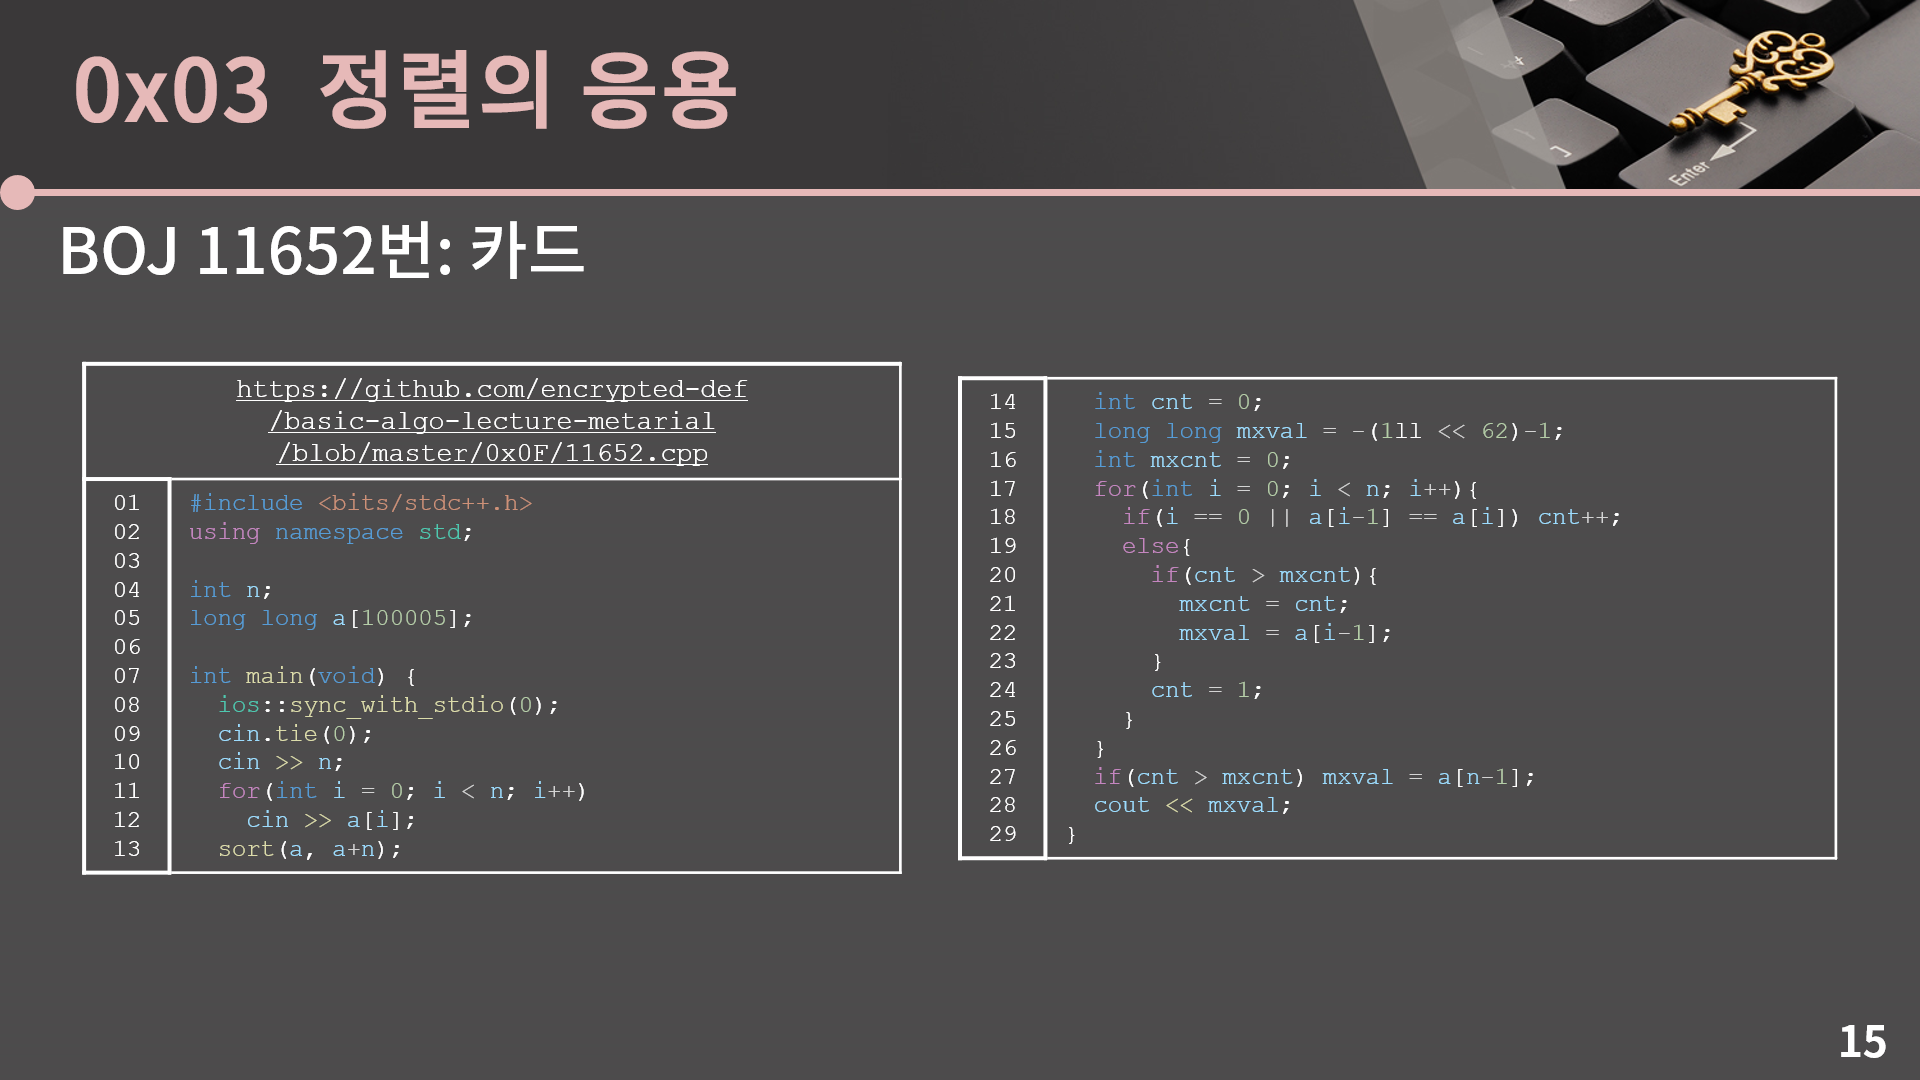 0x03 정렬의 응용
BOJ 11652번: 카드
https://github.com/encrypted-def
/basic-algo-lecture-metarial
/blob/master/0x0F/11652.cpp
01 #include <bits/stdc++.h>
02 using namespace std;
03
04 int n;
05 long long a[100005];
06
07 int main(void) {
08   ios::sync_with_stdio(0);
09   cin.tie(0);
10   cin >> n;
11   for(int i = 0; i < n; i++)
12     cin >> a[i];
13   sort(a, a+n);
14   int cnt = 0;
15   long long mxval = -(1ll << 62)-1;
16   int mxcnt = 0;
17   for(int i = 0; i < n; i++){
18     if(i == 0 || a[i-1] == a[i]) cnt++;
19     else{
20       if(cnt > mxcnt){
21         mxcnt = cnt;
22         mxval = a[i-1];
23       }
24       cnt = 1;
25     }
26   }
27   if(cnt > mxcnt) mxval = a[n-1];
28   cout << mxval;
29 }
Enter
15